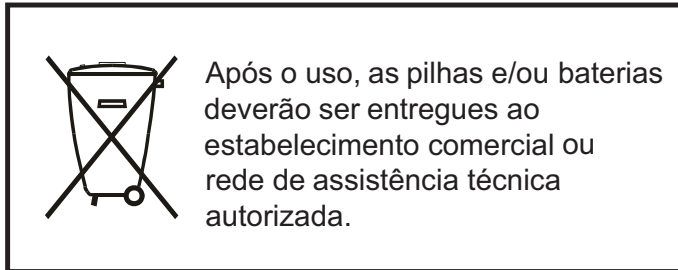 Após o uso, as pilhas e/ou baterias
deverão ser entregues ao
estabelecimento comercial ou
rede de assistência técnica
autorizada.